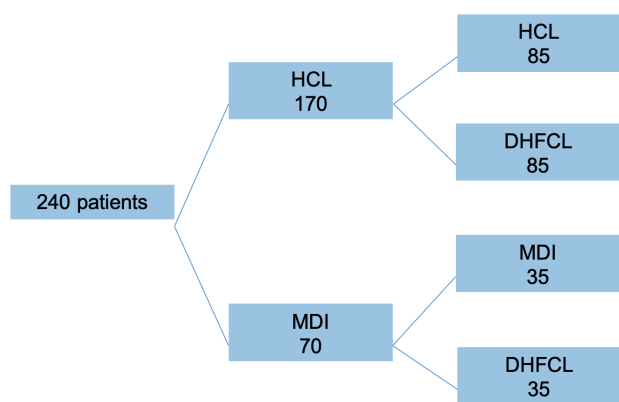 240 patients
HCL
170
MDI
70
HCL
85
DHFCL
85
MDI
35
DHFCL
35